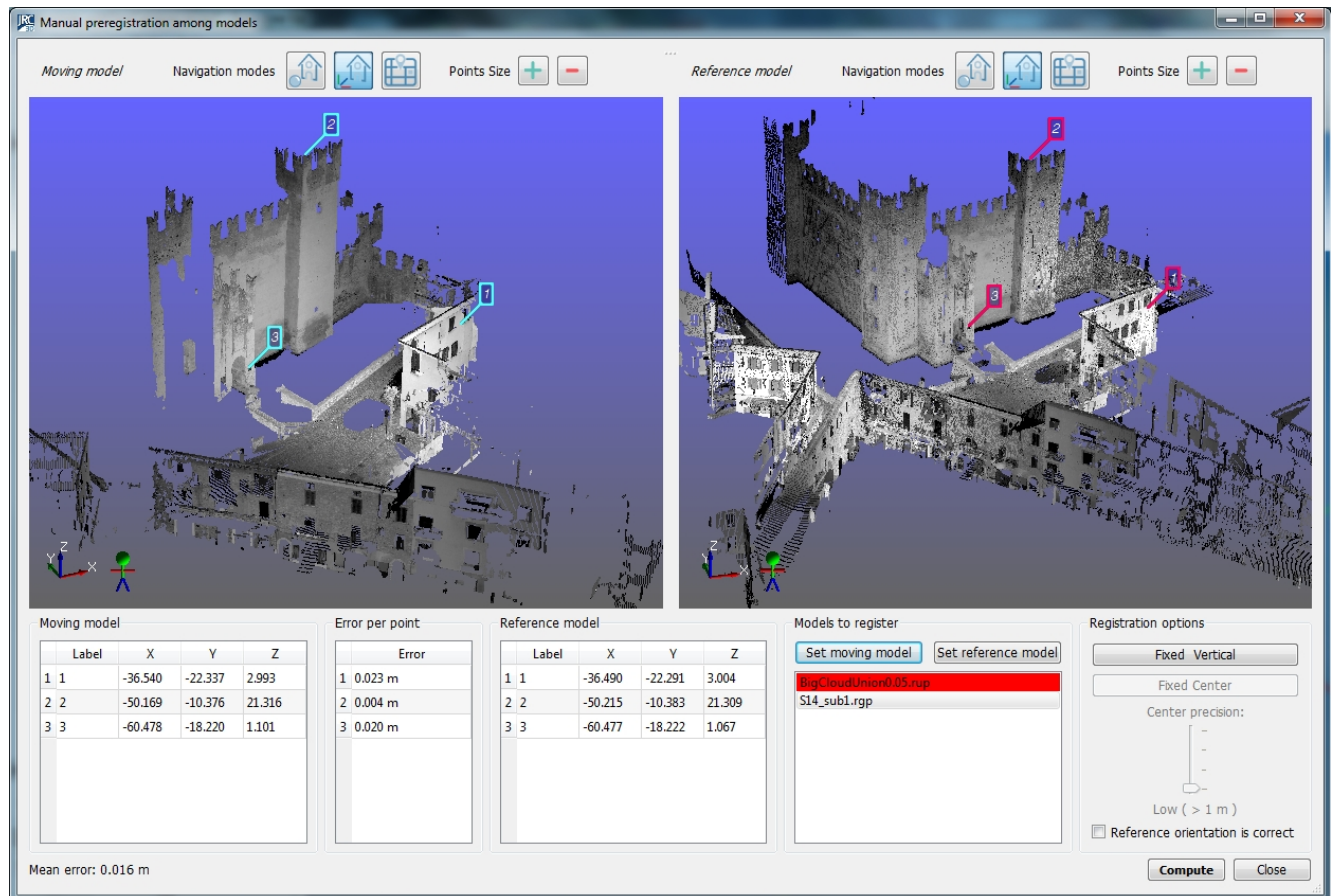 JRC 3D Manual preregistration among models
...
Moving model Navigation modes Points Size
Reference model Navigation modes Points Size
2
1
3
Z
Y
X
2
1
3
Z
Y
X
Moving model
Label X Y Z
1 1 -36.540 -22.337 2.993
2 2 -50.169 -10.376 21.316
3 3 -60.478 -18.220 1.101
Error per point
Error
1 0.023 m
2 0.004 m
3 0.020 m
Reference model
Label X Y Z
1 1 -36.490 -22.291 3.004
2 2 -50.215 -10.383 21.309
3 3 -60.477 -18.222 1.067
Models to register
Set moving model Set reference model
BigCloudUnion0.05.rup
S14_sub1.rgp
Registration options
Fixed Vertical
Fixed Center
Center precision:
Low ( > 1 m )
Reference orientation is correct
Mean error: 0.016 m
Compute Close